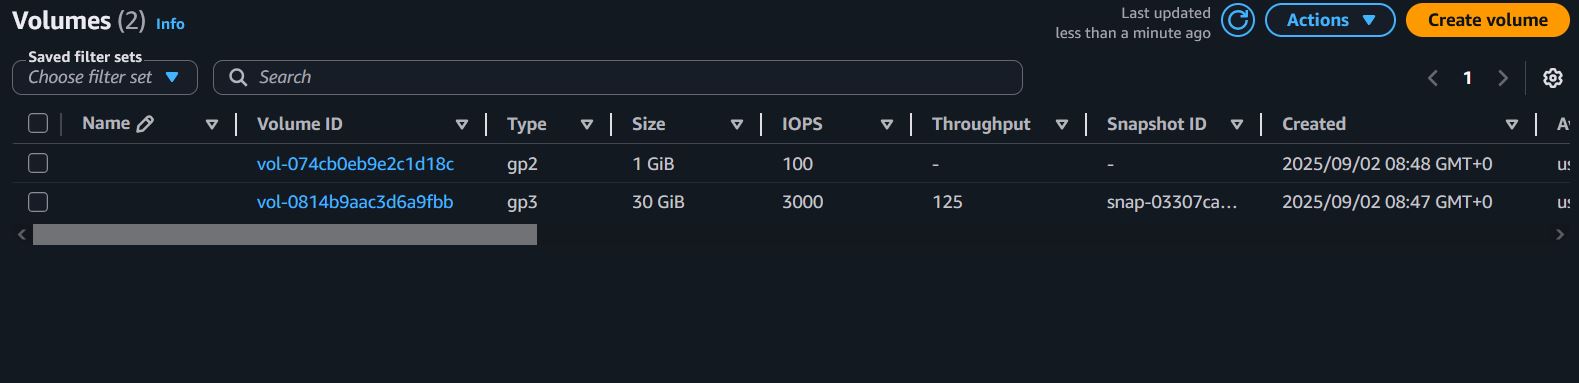 Volumes (2) Info
Last updated
less than a minute ago
Actions
Create volume
Saved filter sets
Choose filter set
Search
1
Name Volume ID Type Size IOPS Throughput Snapshot ID Created Av
vol-074cb0eb9e2c1d18c gp2 1 GiB 100 - - 2025/09/02 08:48 GMT+0 us
vol-0814b9aac3d6a9fbb gp3 30 GiB 3000 125 snap-03307ca... 2025/09/02 08:47 GMT+0 us